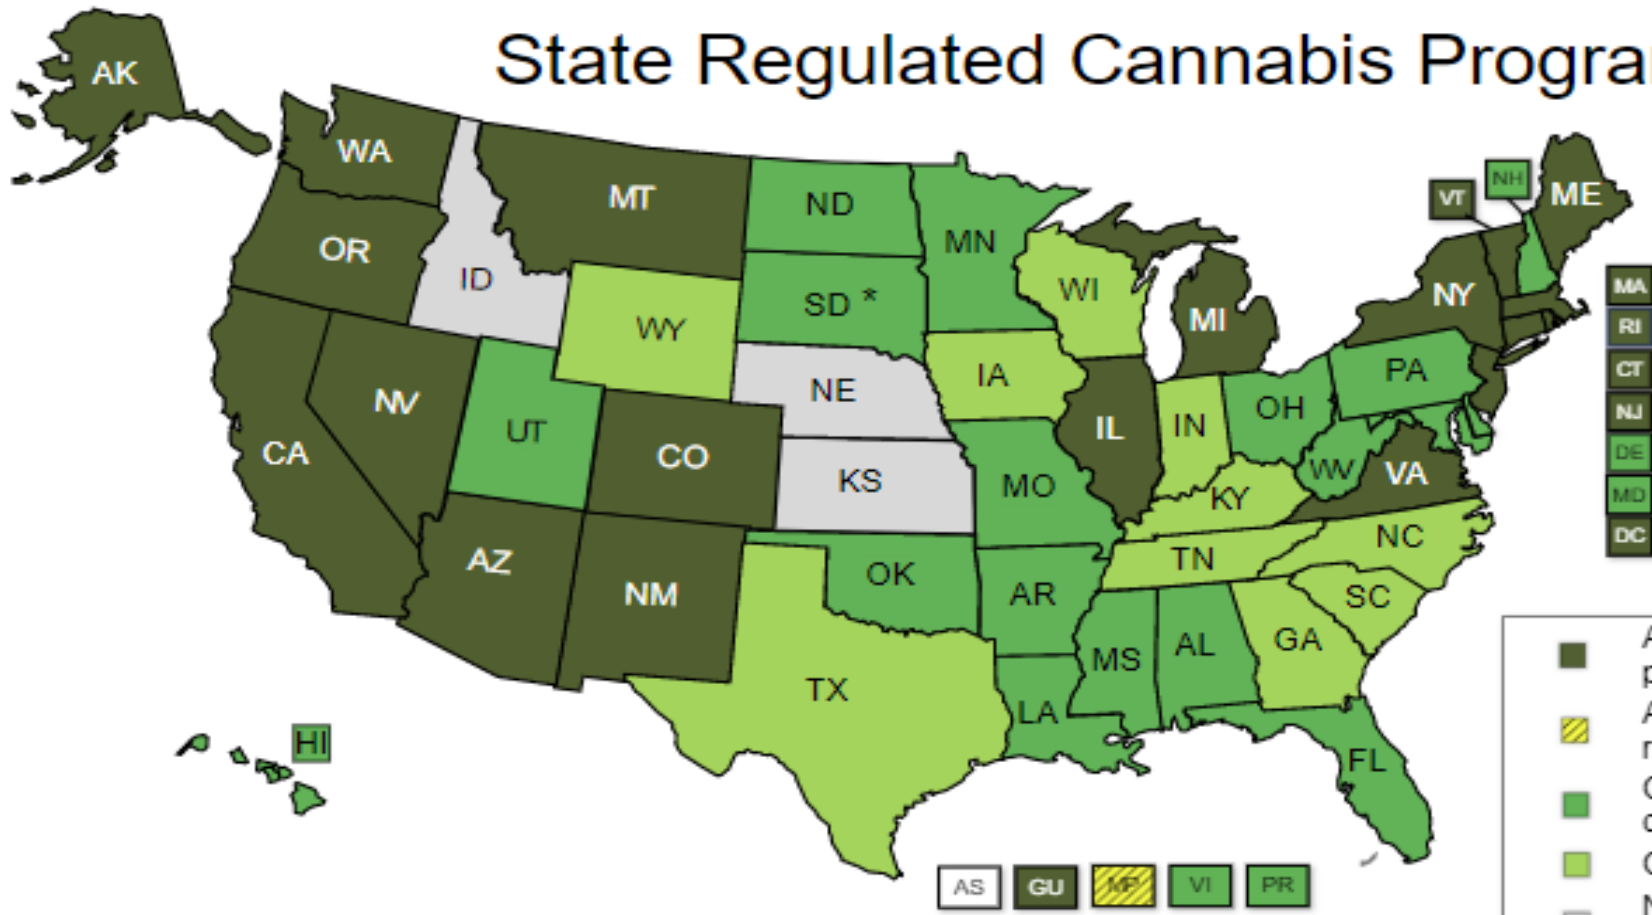 State Regulated Cannabis Progra
AK
WA
MT
ND
MN
VT
NH
ME
OR
ID
SD *
WI
MI
NY
MA
RI
CT
NJ
DE
MD
DC
WY
NE
IA
PA
NV
UT
CO
KS
MO
IL
IN
OH
WV
VA
CA
KY
NC
AZ
NM
OK
AR
TN
SC
TX
LA
MS
AL
GA
FL
HI
AS
GU
MP
VI
PR